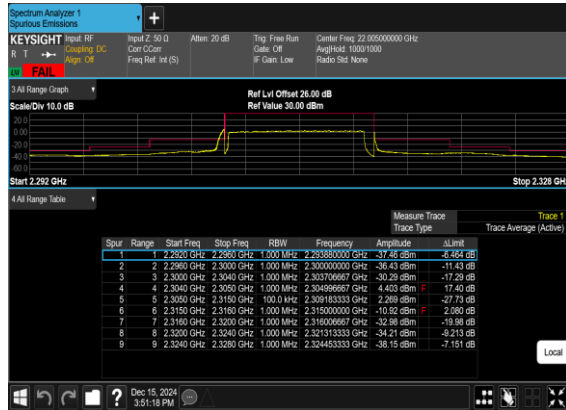 Spectrum Analyzer 1
Spurious Emissions
KEYSIGHT Input: RF Input Z: 50 Ω Atten: 20 dB Trig: Free Run Center Freq: 22.005000000 GHz
R T Coupling: DC Corr CCorr Gate: Off Avg|Hold: 1000/1000
Align: Off Freq Ref: Int (S) IF Gain: Low Radio Std: None
LW FAIL
3 All Range Graph Ref Lvl Offset 26.00 dB
Scale/Div 10.0 dB Ref Value 30.00 dBm
20.0
0.00
-20.0
-40.0
-60.0
Start 2.292 GHz Stop 2.328 GH
4 All Range Table
Measure Trace Trace 1
Trace Type Trace Average (Active)
Spur Range Start Freq Stop Freq RBW Frequency Amplitude ΔLimit
1 1 2.2920 GHz 2.2960 GHz 1.000 MHz 2.293880000 GHz -37.46 dBm -6.464 dB
2 2 2.2960 GHz 2.3000 GHz 1.000 MHz 2.300000000 GHz -36.43 dBm -11.43 dB
3 3 2.3000 GHz 2.3040 GHz 1.000 MHz 2.303706667 GHz -30.29 dBm -17.29 dB
4 4 2.3040 GHz 2.3050 GHz 1.000 MHz 2.304996667 GHz 4.403 dBm F 17.40 dB
5 5 2.3050 GHz 2.3150 GHz 100.0 kHz 2.309183333 GHz 2.269 dBm -27.73 dB
6 6 2.3150 GHz 2.3160 GHz 1.000 MHz 2.315000000 GHz -10.92 dBm F 2.080 dB
7 7 2.3160 GHz 2.3200 GHz 1.000 MHz 2.316006667 GHz -32.98 dBm -19.98 dB
8 8 2.3200 GHz 2.3240 GHz 1.000 MHz 2.321313333 GHz -34.21 dBm -9.213 dB
9 9 2.3240 GHz 2.3280 GHz 1.000 MHz 2.324453333 GHz -38.15 dBm -7.151 dB
Local
? Dec 15, 2024
3:51:18 PM